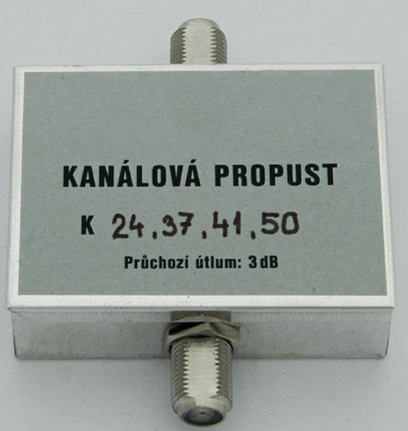 KANÁLOVÁ PROPUST
K 24,37,41,50
Průchozí útlum: 3dB